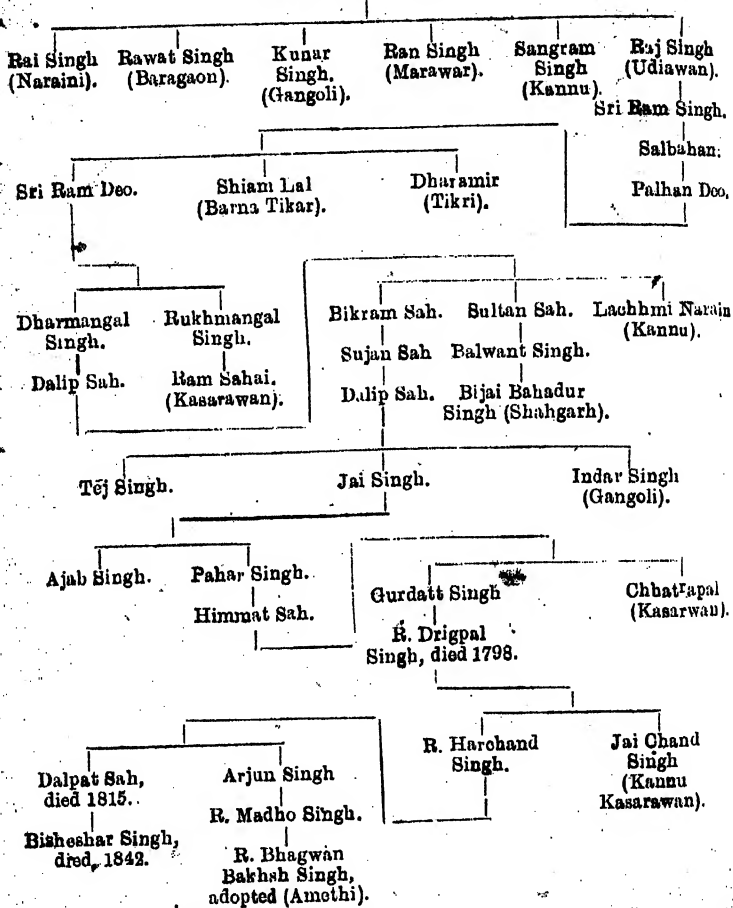 Rai Singh
(Naraini).
Rawat Singh
(Baragaon).
Kunar
Singh.
(Gangoli).
Ran Singh
(Marawar).
Sangram
Singh
(Kannu).
Raj Singh
(Udiawan).
Sri Ram Singh.
Salbahan.
Palhan Deo.
Sri Ram Deo.
Shiam Lal
(Barna Tikar).
Dharamir
(Tikri).
Dharmangal
Singh.
Dalip Sah.
Rukhmangal
Singh.
Ram Sahai.
(Kasarawan).
Bikram Sah.
Sujan Sah
Dalip Sah.
Sultan Sah.
Balwant Singh.
Bijai Bahadur
Singh (Shahgarh).
Lachhmi Narain
(Kannu).
Tej Singh.
Jai Singh.
Indar Singh
(Gangoli).
Ajab Singh.
Pahar Singh.
Himmat Sah.
Gurdatt Singh
R. Drigpal
Singh, died 1798.
Chhatrapal
(Kasarwan).
R. Harchand
Singh.
Jai Chand
Singh
(Kannu
Kasarawan).
Dalpat Sah,
died 1815.
Bisheshar Singh,
died, 1842.
Arjun Singh
R. Madho Singh.
R. Bhagwan
Bakhsh Singh,
adopted (Amethi).